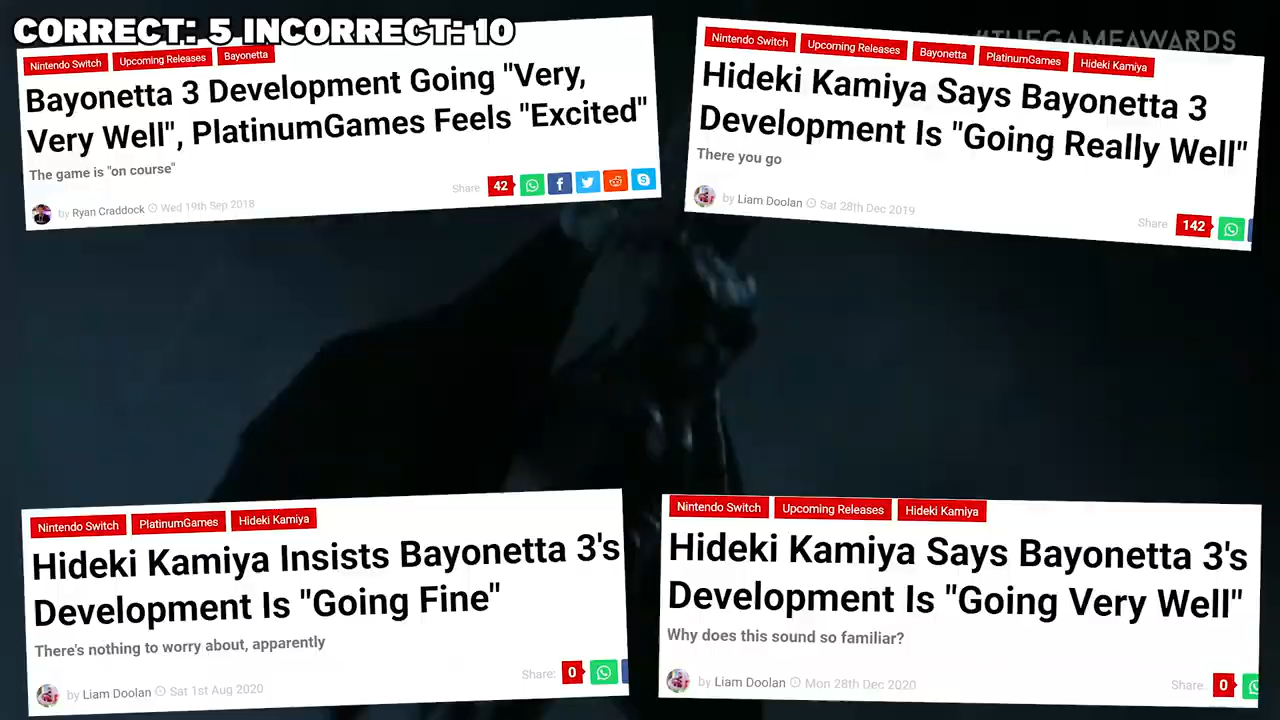 CORRECT: 5 INCORRECT: 10
#THEGAMEAWARDS
Nintendo Switch Upcoming Releases Bayonetta
Bayonetta 3 Development Going "Very,
Very Well", PlatinumGames Feels "Excited"
The game is "on course"
Share 42
by Ryan Craddock Wed 19th Sep 2018
Nintendo Switch Upcoming Releases Bayonetta PlatinumGames Hideki Kamiya
Hideki Kamiya Says Bayonetta 3
Development Is "Going Really Well"
There you go
by Liam Doolan Sat 28th Dec 2019
Share 142
Nintendo Switch PlatinumGames Hideki Kamiya
Hideki Kamiya Insists Bayonetta 3's
Development Is "Going Fine"
There's nothing to worry about, apparently
Share: 0
by Liam Doolan Sat 1st Aug 2020
Nintendo Switch Upcoming Releases Hideki Kamiya
Hideki Kamiya Says Bayonetta 3's
Development Is "Going Very Well"
Why does this sound so familiar?
by Liam Doolan Mon 28th Dec 2020
Share 0